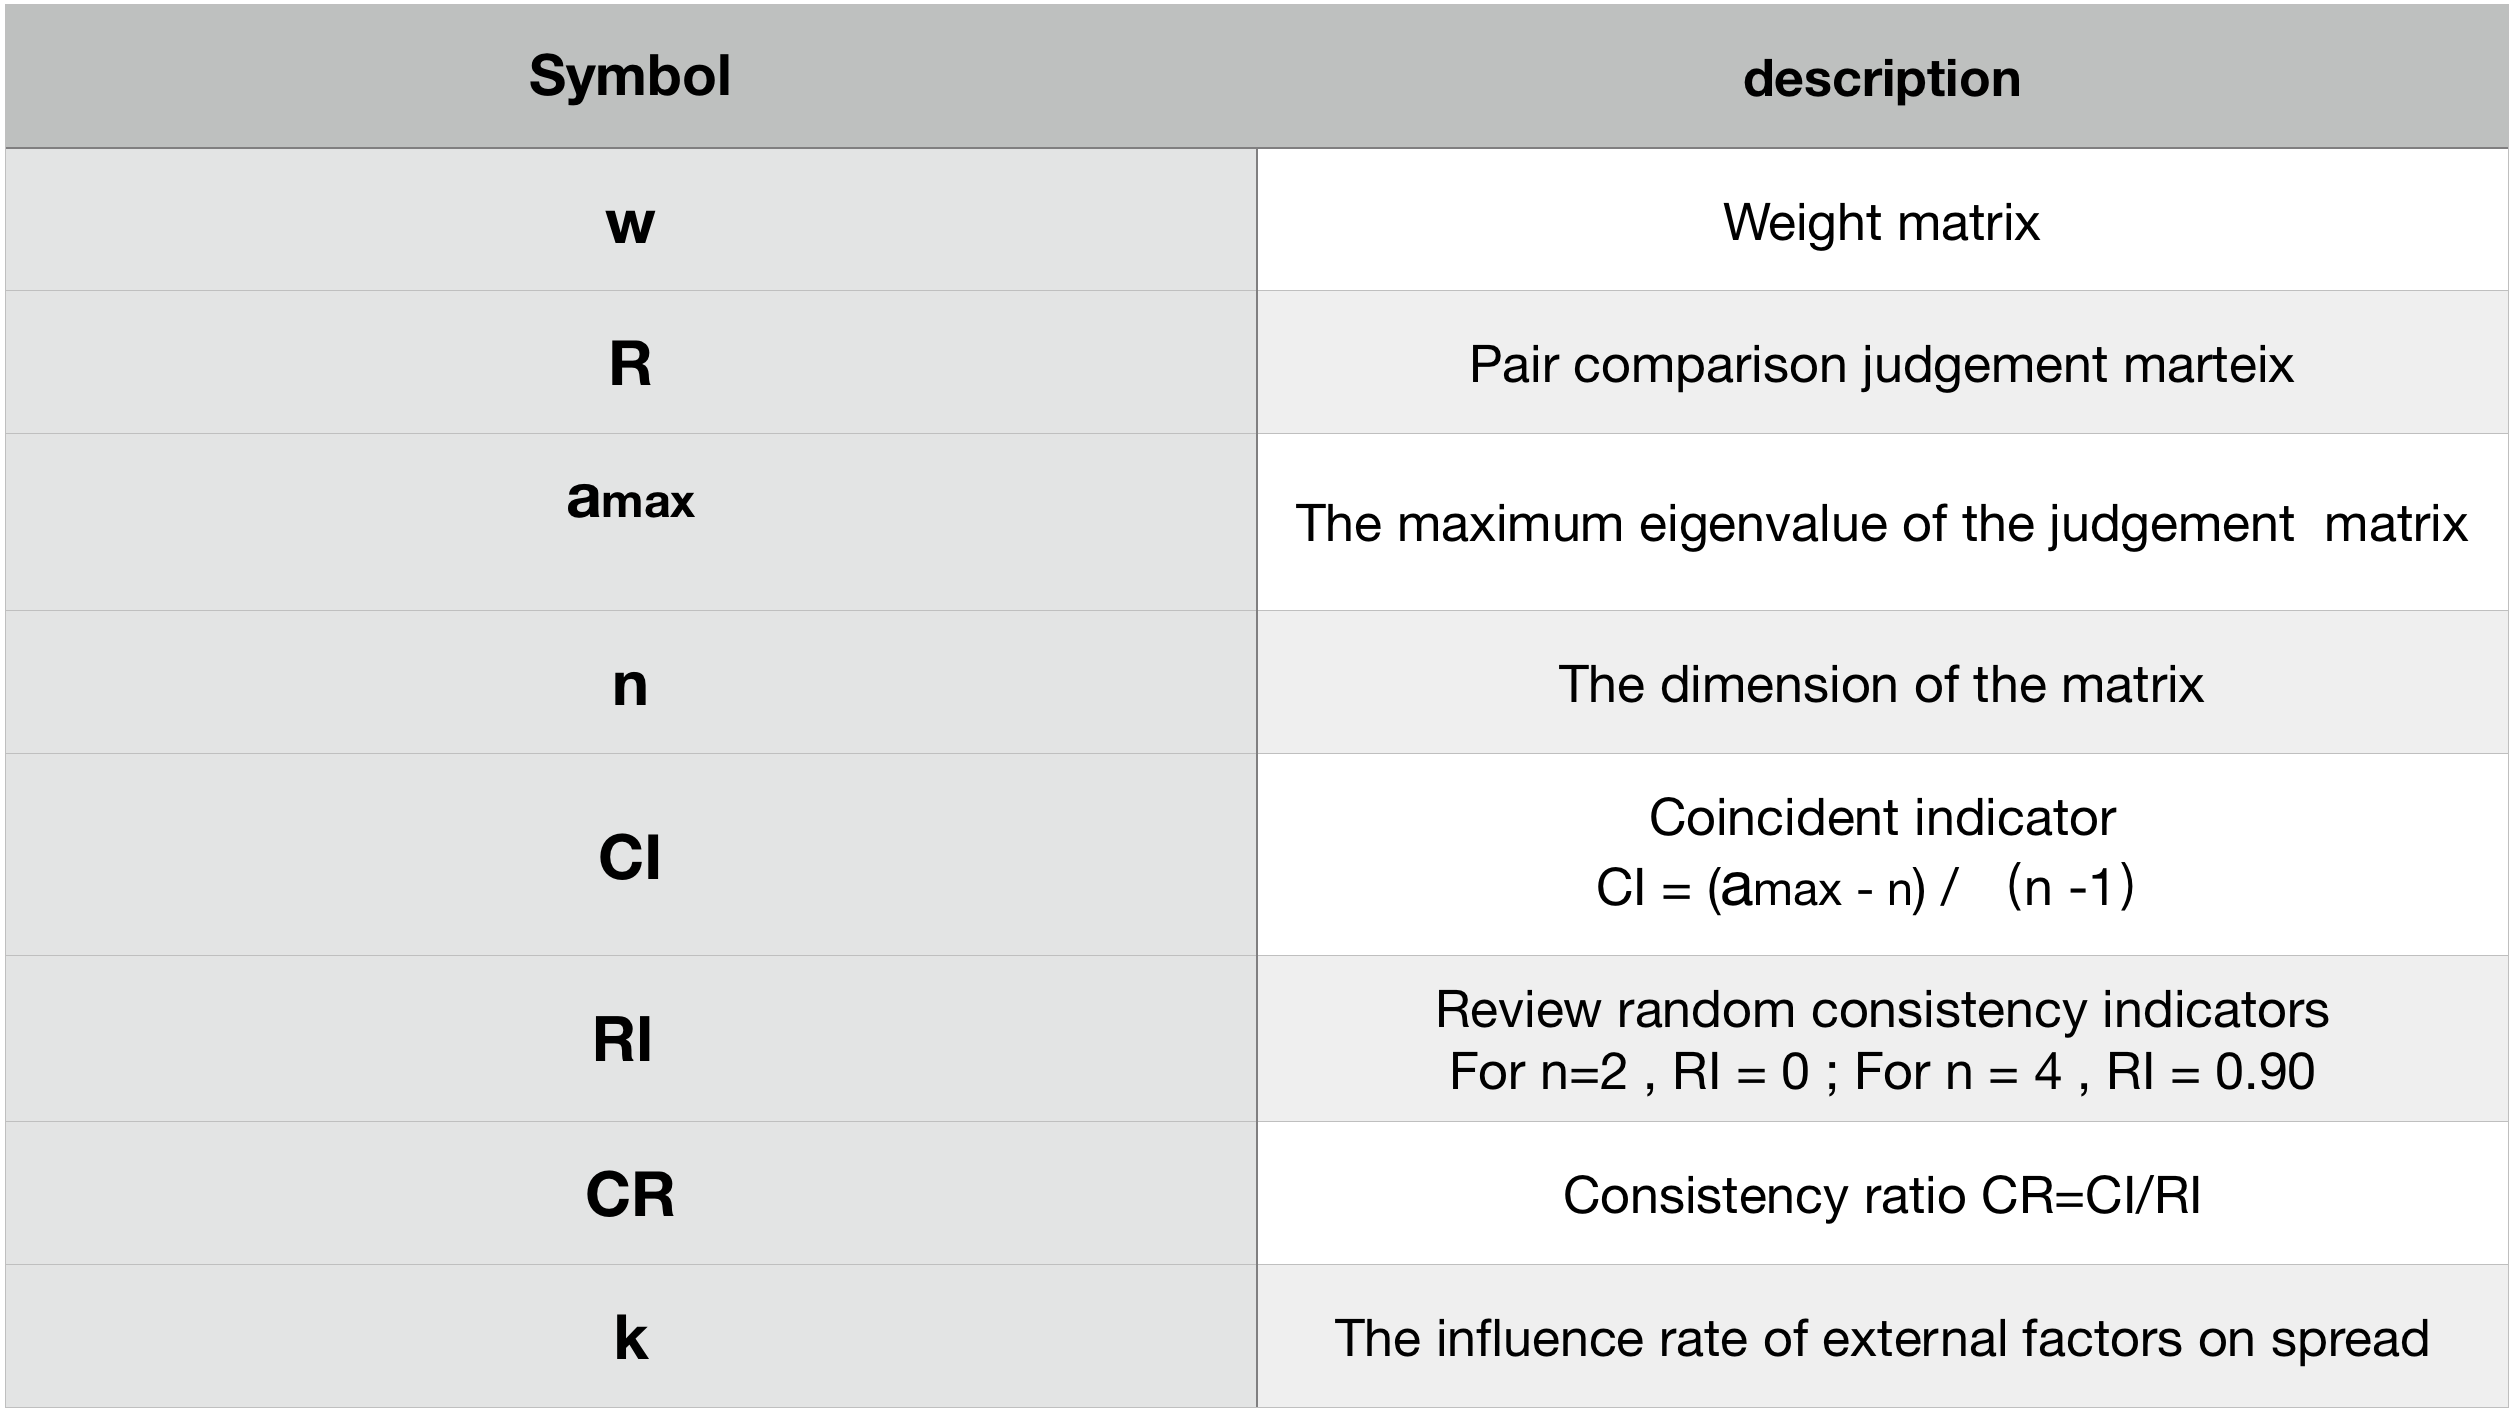 Symbol description
w Weight matrix
R Pair comparison judgement marteix
amax The maximum eigenvalue of the judgement  matrix
n The dimension of the matrix
CI Coincident indicator
CI = (amax - n) /   (n -1)
RI Review random consistency indicators
For n=2 , RI = 0 ; For n = 4 , RI = 0.90
CR Consistency ratio CR=CI/RI
k The influence rate of external factors on spread